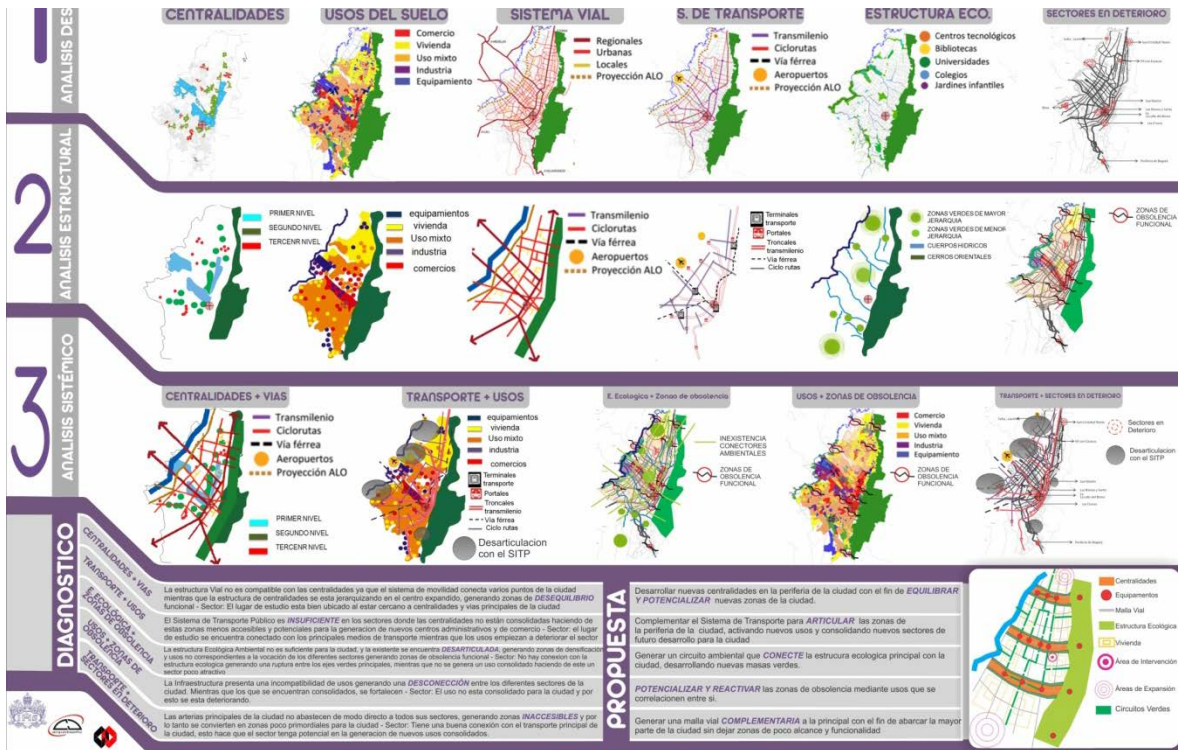 1
ANALISIS DES
CENTRALIDADES
USOS DEL SUELO
Comercio
Vivienda
Uso mixto
Industria
Equipamiento
SISTEMA VIAL
Regionales
Urbanas
Locales
Proyección ALO
S. DE TRANSPORTE
Transmilenio
Ciclorutas
Vía férrea
Aeropuertos
Proyección ALO
ESTRUCTURA ECO.
Centros tecnológicos
Bibliotecas
Universidades
Colegios
Jardines infantiles
SECTORES EN DETERIORO
2
ANALISIS ESTRUCTURAL
PRIMER NIVEL
SEGUNDO NIVEL
TERCENR NIVEL
equipamientos
vivienda
Uso mixto
industria
comercios
Transmilenio
Ciclorutas
Vía férrea
Aeropuertos
Proyección ALO
Terminales
transporte
Portales
Troncales
transmilenio
Vía férrea
Ciclo rutas
ZONAS VERDES DE MAYOR
JERARQUIA
ZONAS VERDES DE MENOR
JERARQUIA
CUERPOS HIDRICOS
CERROS ORIENTALES
ZONAS DE
OBSOLENCIA
FUNCIONAL
3
ANALISIS SISTÉMICO
CENTRALIDADES + VIAS
Transmilenio
Ciclorutas
Vía férrea
Aeropuertos
Proyección ALO
PRIMER NIVEL
SEGUNDO NIVEL
TERCENR NIVEL
TRANSPORTE + USOS
equipamientos
vivienda
Uso mixto
industria
comercios
Terminales
transporte
Portales
Troncales
transmilenio
Vía férrea
Ciclo rutas
Desarticulacion
con el SITP
E. Ecologica + Zonas de obsolencia
INEXISTENCIA
CONECTORES
AMBIENTALES
ZONAS DE
OBSOLENCIA
FUNCIONAL
USOS + ZONAS DE OBSOLENCIA
Comercio
Vivienda
Uso mixto
Industria
Equipamiento
ZONAS DE
OBSOLENCIA
FUNCIONAL
TRANSPORTE + SECTORES EN DETERIORO
Sectores en
Deterioro
Desarticulacion
con el SITP
DIAGNOSTICO
CENTRALIDADES + VIAS
TRANSPORTE + USOS
E. ECOLÓGICA +
ZONAS DE OBSOLENCIA
USOS + ZONAS DE
OBSOLENCIA
TRANSPORTE +
SECTORES EN DETERIORO
La estructura Vial no es compatible con las centralidades ya que el sistema de movilidad conecta varios puntos de la ciudad
mientras que la estructura de centralidades se esta jerarquizando en el centro expandido, generando zonas de DESEQUILIBRIO
funcional - Sector: El lugar de estudio esta bien ubicado al estar cercano a centralidades y vias principales de la ciudad
El Sistema de Transporte Público es INSUFICIENTE en los sectores donde las centralidades no están consolidadas haciendo de
estas zonas menos accesibles y potenciales para la generacion de nuevos centros administrativos y de comercio - Sector: el lugar
de estudio se encuentra conectado con los principales medios de transporte mientras que los usos empiezan a deteriorar el sector
La estructura Ecológica Ambiental no es suficiente para la ciudad, y la existente se encuentra DESARTICULADA, generando zonas de densificación
y usos no correspondientes a la vocación de los diferentes sectores generando zonas de obsolencia funcional - Sector: No hay conexion con la
estructura ecologica generando una ruptura entre los ejes verdes principales, mientras que no se genera un uso consolidado haciendo de este un
sector poco atractivo
La Infraestructura presenta una incompatibilidad de usos generando una DESCONECCIÓN entre los diferentes sectores de la
ciudad. Mientras que los que se encuentran consolidados, se fortalecen - Sector: El uso no esta consolidado para la ciudad y por
esto se esta deteriorando.
Las arterias principales de la ciudad no abastecen de modo directo a todos sus sectores, generando zonas INACCESIBLES y por
lo tanto se convierten en zonas poco primordiales para la ciudad - Sector: Tiene una buena conexión con el transporte principal de
la ciudad, esto hace que el sector tenga potencial en la generacion de nuevos usos consolidados.
PROPUESTA
Desarrollar nuevas centralidades en la periferia de la ciudad con el fin de EQUILIBRAR
Y POTENCIALIZAR nuevas zonas de la ciudad.
Complementar el Sistema de Transporte para ARTICULAR las zonas de
la periferia de la ciudad, activando nuevos usos y consolidando nuevos sectores de
futuro desarrollo para la ciudad
Generar un circuito ambiental que CONECTE la estrucura ecologica principal con la
ciudad, desarrollando nuevas masas verdes.
POTENCIALIZAR Y REACTIVAR las zonas de obsolencia mediante usos que se
correlacionen entre si.
Generar una malla vial COMPLEMENTARIA a la principal con el fin de abarcar la mayor
parte de la ciudad sin dejar zonas de poco alcance y funcionalidad
Centralidades
Equipamentos
Malla Vial
Estructura Ecológica
Vivienda
Área de Intervención
Áreas de Expansión
Circuitos Verdes